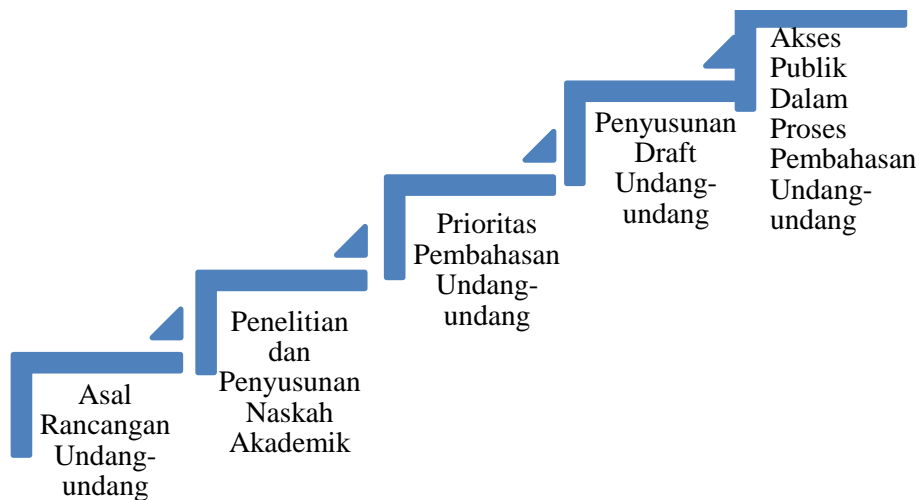 Asal
Rancangan
Undang-
undang
Penelitian
dan
Penyusunan
Naskah
Akademik
Prioritas
Pembahasan
Undang-
undang
Penyusunan
Draft
Undang-
undang
Akses
Publik
Dalam
Proses
Pembahasan
Undang-
undang